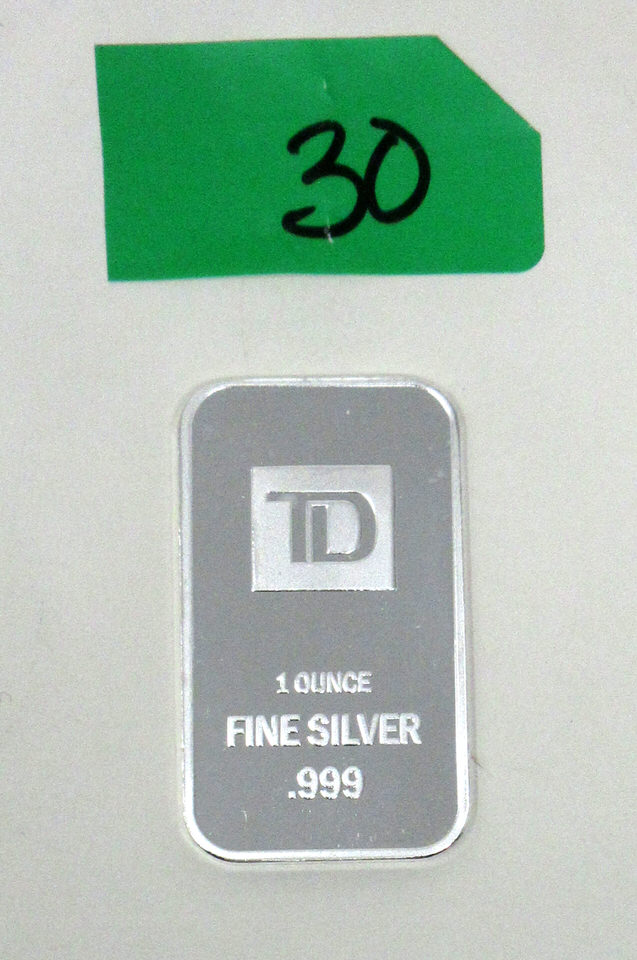 30
TD
1 OUNCE
FINE SILVER
.999